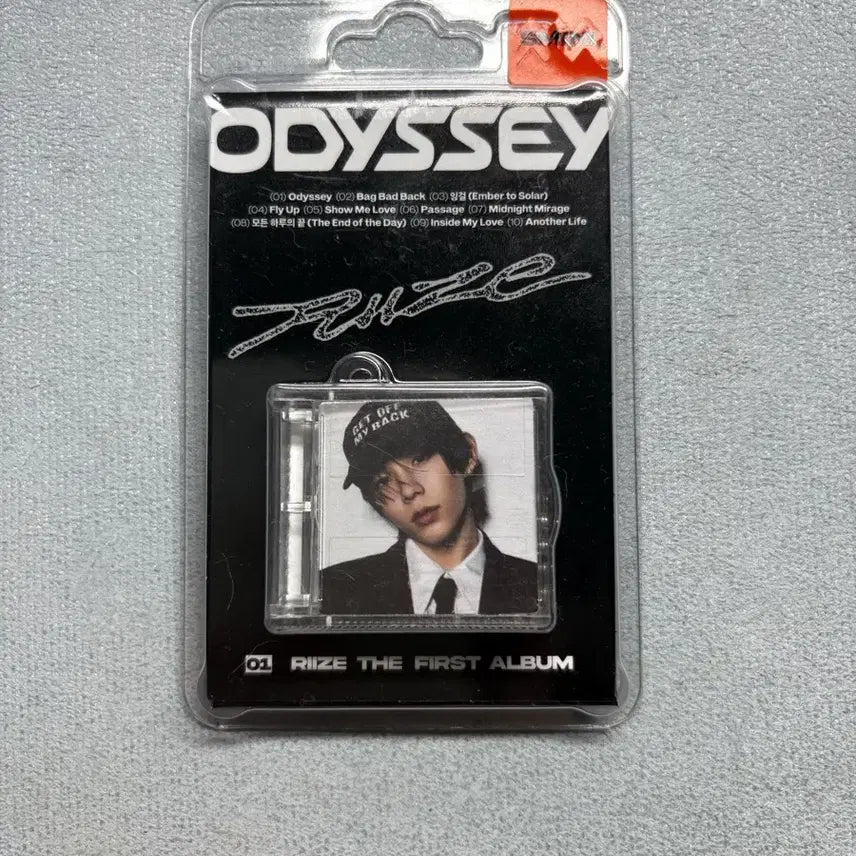 ODYSSEY
(01) Odyssey (02) Bag Bad Back (03) 잉걸 (Ember to Solar)
(04) Fly Up (05) Show Me Love (06) Passage (07) Midnight Mirage
(08) 모든 하루의 끝 (The End of the Day) (09) Inside My Love (10) Another Life
RIIZE
GET OFF
MY BACK
01 RIIZE THE FIRST ALBUM